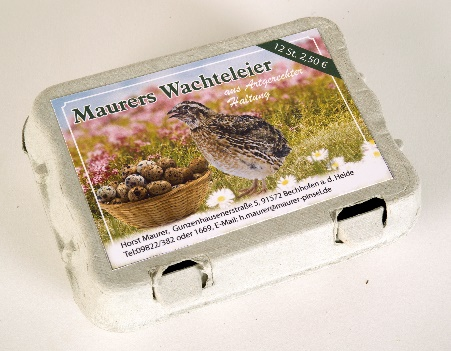 12 St. 2,50 €
Maurers Wachteleier
aus Artgerechter
Haltung
Horst Maurer, Gunzenhausenerstraße 5, 91572 Bechhofen a. d. Heide
Tel:09822/382 oder 1669, E-Mail: h.maurer@maurer-pinsel.de